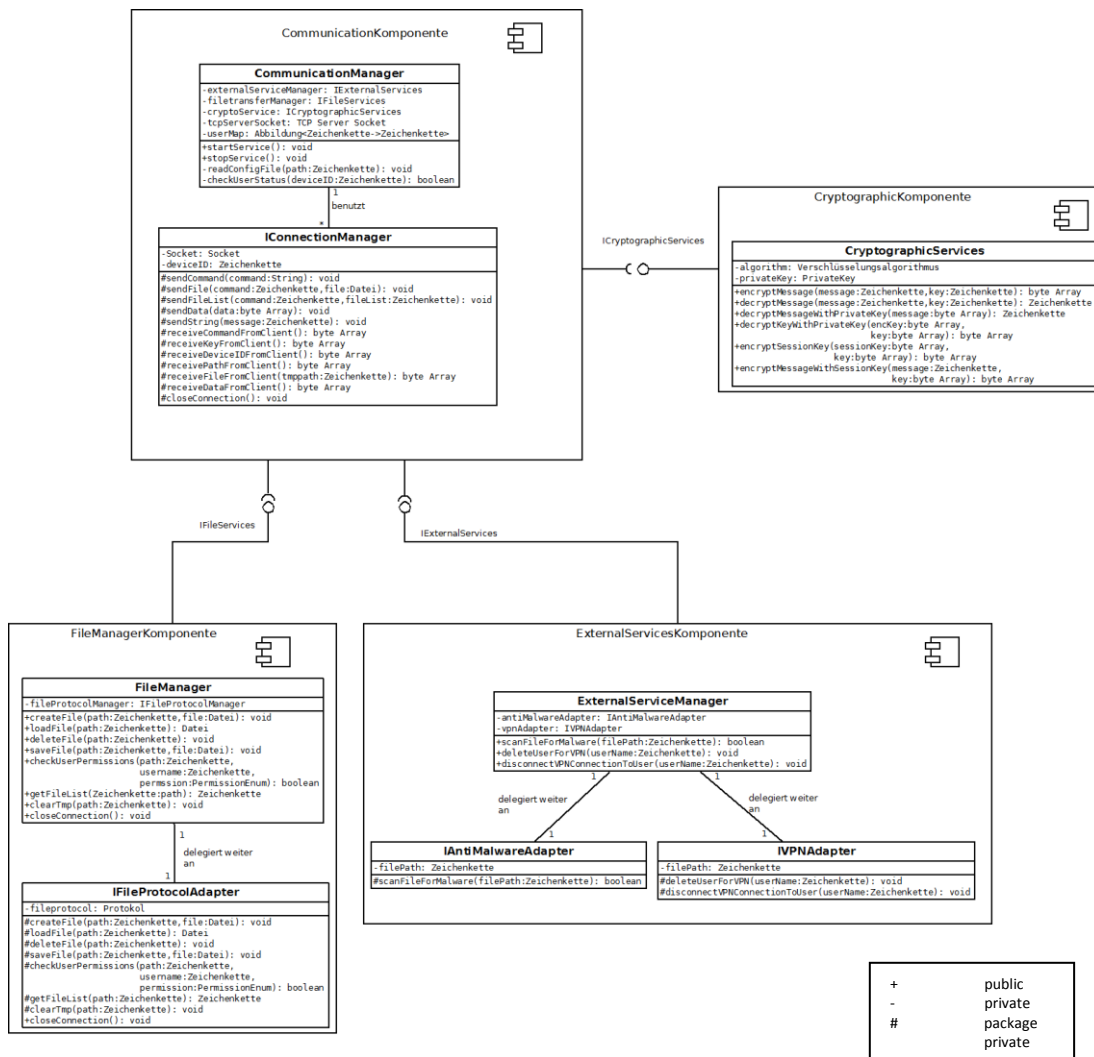 CommunicationKomponente
CommunicationManager
-externalServiceManager: IExternalServices
-filetransferManager: IFileServices
-cryptoService: ICryptographicServices
-tcpServerSocket: TCP Server Socket
-userMap: Abbildung<Zeichenkette->Zeichenkette>
+startService(): void
+stopService(): void
-readConfigFile(path:Zeichenkette): void
-checkUserStatus(deviceID:Zeichenkette): boolean
1
benutzt
*
IConnectionManager
-Socket: Socket
-deviceID: Zeichenkette
#sendCommand(command:String): void
#sendFile(command:Zeichenkette,file:Datei): void
#sendFileList(command:Zeichenkette,fileList:Zeichenkette): void
#sendData(data:byte Array): void
#sendString(message:Zeichenkette): void
#receiveCommandFromClient(): byte Array
#receiveKeyFromClient(): byte Array
#receiveDeviceIDFromClient(): byte Array
#receivePathFromClient(): byte Array
#receiveFileFromClient(tmppath:Zeichenkette): byte Array
#receiveDataFromClient(): byte Array
#closeConnection(): void
ICryptographicServices
CryptographicKomponente
CryptographicServices
-algorithm: Verschlüsselungsalgorithmus
-privateKey: PrivateKey
+encryptMessage(message:Zeichenkette,key:Zeichenkette): byte Array
+decryptMessage(message:Zeichenkette,key:Zeichenkette): Zeichenkette
+decryptMessageWithPrivateKey(message:byte Array): Zeichenkette
+decryptKeyWithPrivateKey(encKey:byte Array,
key:byte Array): byte Array
+encryptSessionKey(sessionKey:byte Array,
key:byte Array): byte Array
+encryptMessageWithSessionKey(message:Zeichenkette,
key:byte Array): byte Array
IFileServices
IExternalServices
FileManagerKomponente
FileManager
-fileProtocolManager: IFileProtocolManager
+createFile(path:Zeichenkette,file:Datei): void
+loadFile(path:Zeichenkette): Datei
+deleteFile(path:Zeichenkette): void
+saveFile(path:Zeichenkette,file:Datei): void
+checkUserPermissions(path:Zeichenkette,
username:Zeichenkette,
permssion:PermissionEnum): boolean
+getFileList(Zeichenkette:path): Zeichenkette
+clearTmp(path:Zeichenkette): void
+closeConnection(): void
1
delegiert weiter
an
1
IFileProtocolAdapter
-fileprotocol: Protokol
#createFile(path:Zeichenkette,file:Datei): void
#loadFile(path:Zeichenkette): Datei
#deleteFile(path:Zeichenkette): void
#saveFile(path:Zeichenkette,file:Datei): void
#checkUserPermissions(path:Zeichenkette,
username:Zeichenkette,
permission:PermissionEnum): boolean
#getFileList(path:Zeichenkette): Zeichenkette
#clearTmp(path:Zeichenkette): void
+closeConnection(): void
ExternalServicesKomponente
ExternalServiceManager
-antiMalwareAdapter: IAntiMalwareAdapter
-vpnAdapter: IVPNAdapter
+scanFileForMalware(filePath:Zeichenkette): boolean
+deleteUserForVPN(userName:Zeichenkette): void
+disconnectVPNConnectionToUser(userName:Zeichenkette): void
1
1
delegiert weiter
an
delegiert weiter
an
1
1
IAntiMalwareAdapter
-filePath: Zeichenkette
#scanFileForMalware(filePath:Zeichenkette): boolean
IVPNAdapter
-filePath: Zeichenkette
#deleteUserForVPN(userName:Zeichenkette): void
#disconnectVPNConnectionToUser(userName:Zeichenkette): void
+ public
- private
# package
private